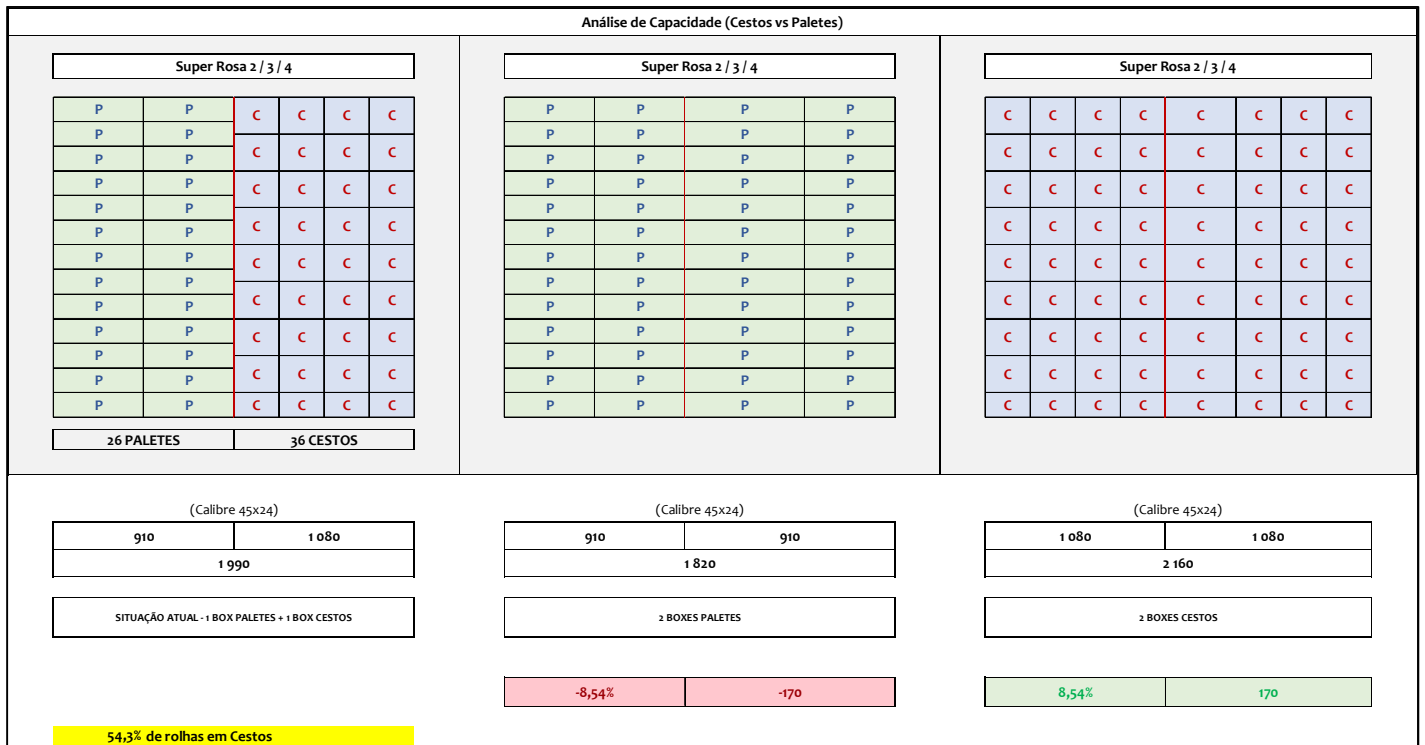 Análise de Capacidade (Cestos vs Paletes)
Super Rosa 2 / 3 / 4
Super Rosa 2 / 3 / 4
Super Rosa 2 / 3 / 4
P P C C C C P P P P C C C C C C C C
P P P P P P
P P C C C C P P P P C C C C C C C C
P P C C C C P P P P C C C C C C C C
P P P P P P
P P C C C C P P P P C C C C C C C C
P P C C C C P P P P C C C C C C C C
P P P P P P
P P C C C C P P P P C C C C C C C C
P P C C C C P P P P C C C C C C C C
P P P P P P
P P C C C C P P P P C C C C C C C C
P P C C C C P P P P C C C C C C C C
26 PALETES 36 CESTOS
(Calibre 45x24) (Calibre 45x24) (Calibre 45x24)
910 1 080 910 910 1 080 1 080
1 990 1 820 2 160
SITUAÇÃO ATUAL - 1 BOX PALETES + 1 BOX CESTOS 2 BOXES PALETES 2 BOXES CESTOS
-8,54% -170 8,54% 170
54,3% de rolhas em Cestos